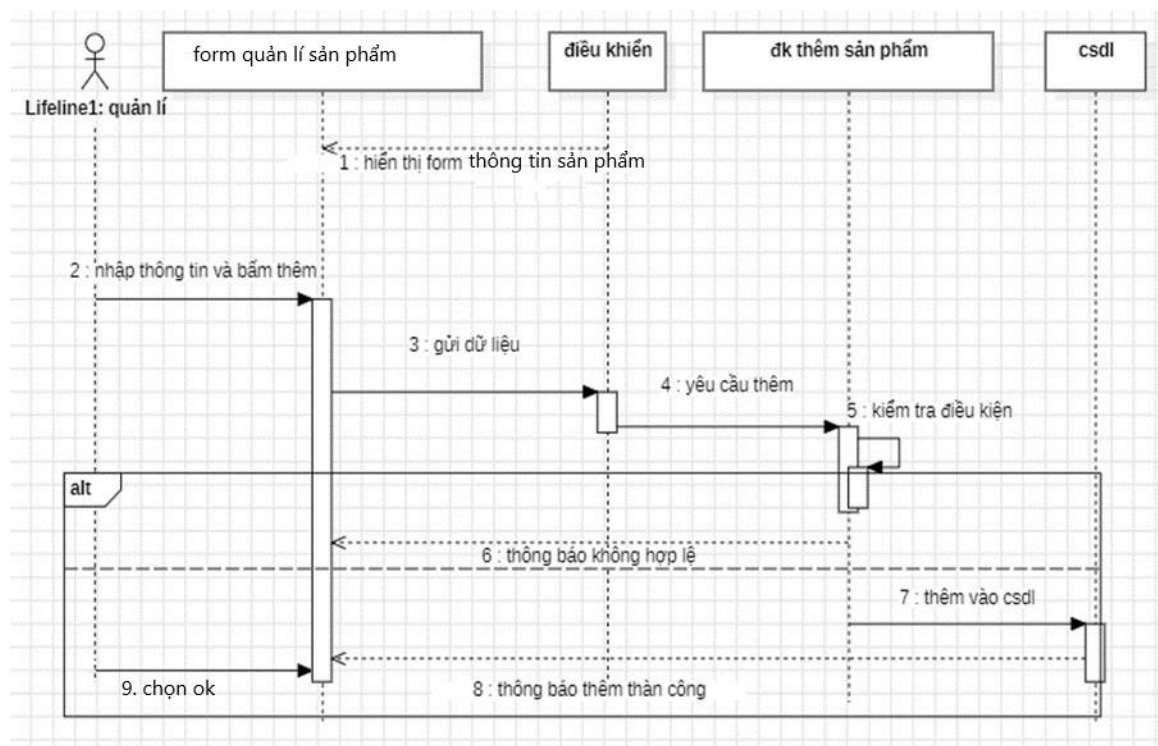 form quản lí sản phẩm
điều khiển
đk thêm sản phẩm
csdl
Lifeline1: quản lí
1 : hiển thị form thông tin sản phẩm
2 : nhập thông tin và bấm thêm
3 : gửi dữ liệu
4 : yêu cầu thêm
5 : kiểm tra điều kiện
alt
6 : thông báo không hợp lệ
7 : thêm vào csdl
9. chọn ok
8 : thông báo thêm thàn công